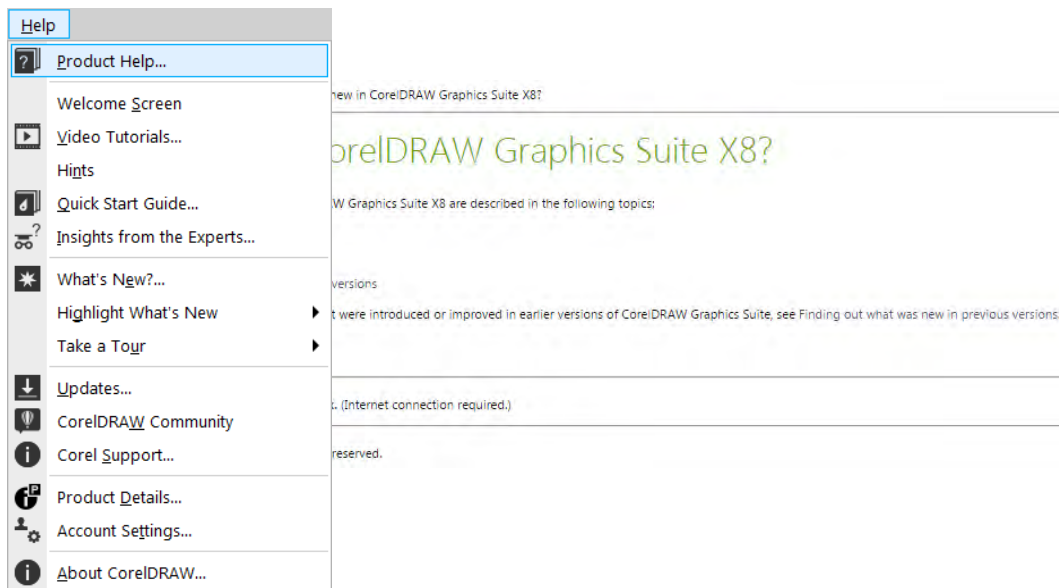 Help
Product Help...
Welcome Screen
new in CorelDRAW Graphics Suite X8?
Video Tutorials...
orelDRAW Graphics Suite X8?
Hints
Quick Start Guide...
W Graphics Suite X8 are described in the following topics:
Insights from the Experts...
What's New?...
versions
Highlight What's New
t were introduced or improved in earlier versions of CorelDRAW Graphics Suite, see Finding out what was new in previous versions
Take a Tour
Updates...
(Internet connection required.)
CorelDRAW Community
Corel Support...
reserved.
Product Details...
Account Settings...
About CorelDRAW...